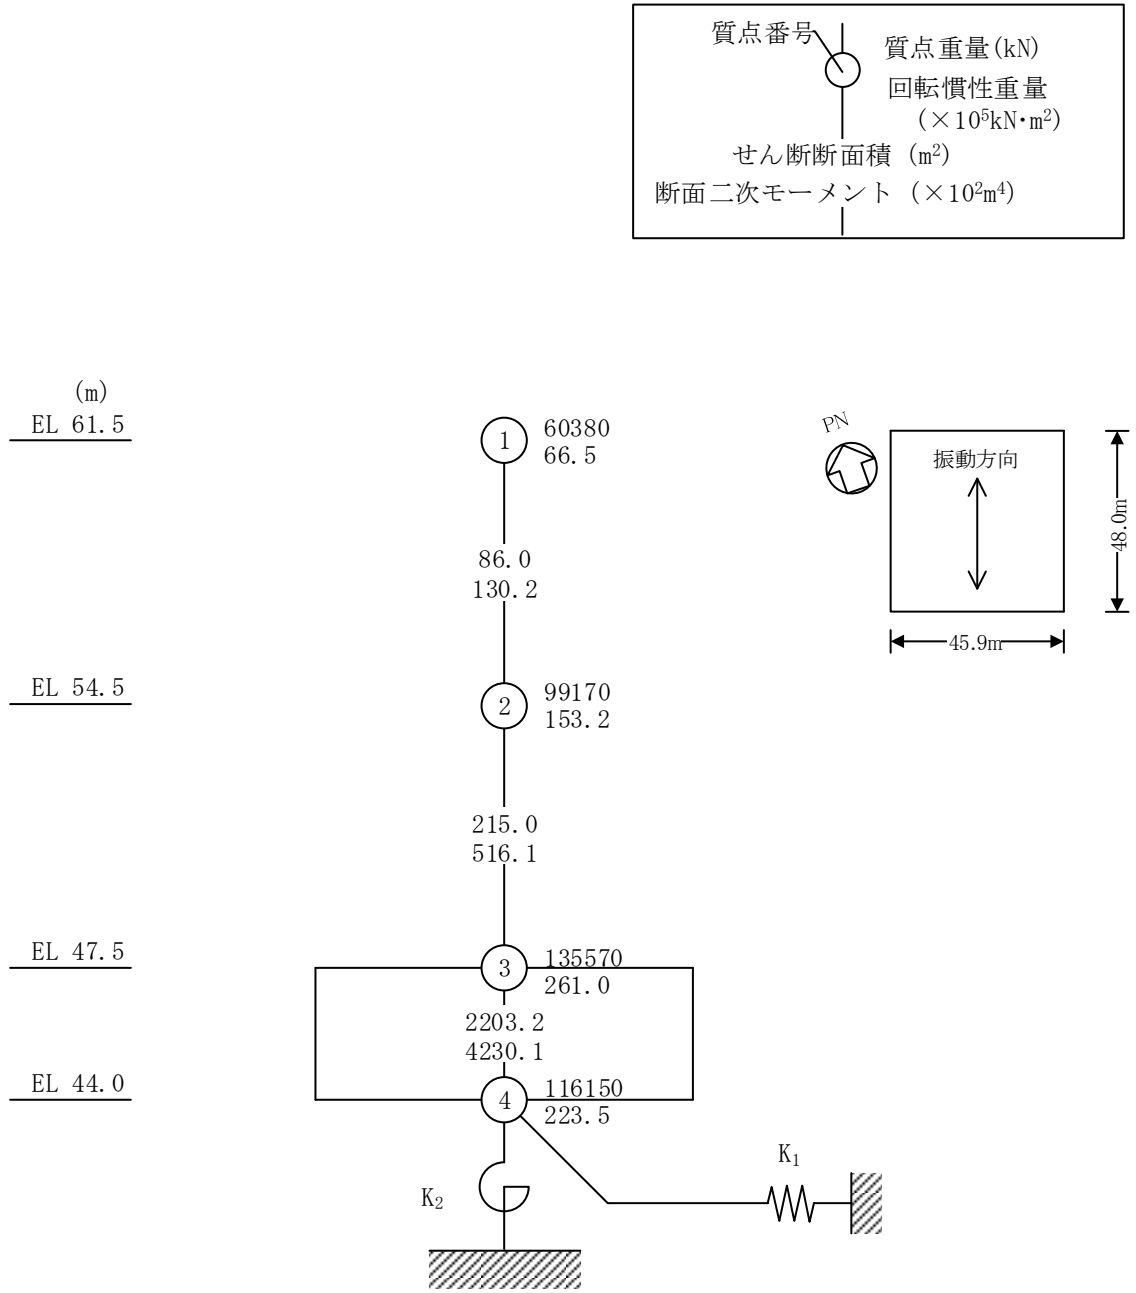 質点番号
質点重量(kN)
回転慣性重量
(×10⁵kN・m²)
せん断断面積 (m²)
断面二次モーメント (×10²m⁴)
(m)
EL 61.5
1
60380
66.5
86.0
130.2
EL 54.5
2
99170
153.2
215.0
516.1
EL 47.5
3
135570
261.0
2203.2
4230.1
EL 44.0
4
116150
223.5
K₂
K₁
PN
振動方向
48.0m
45.9m